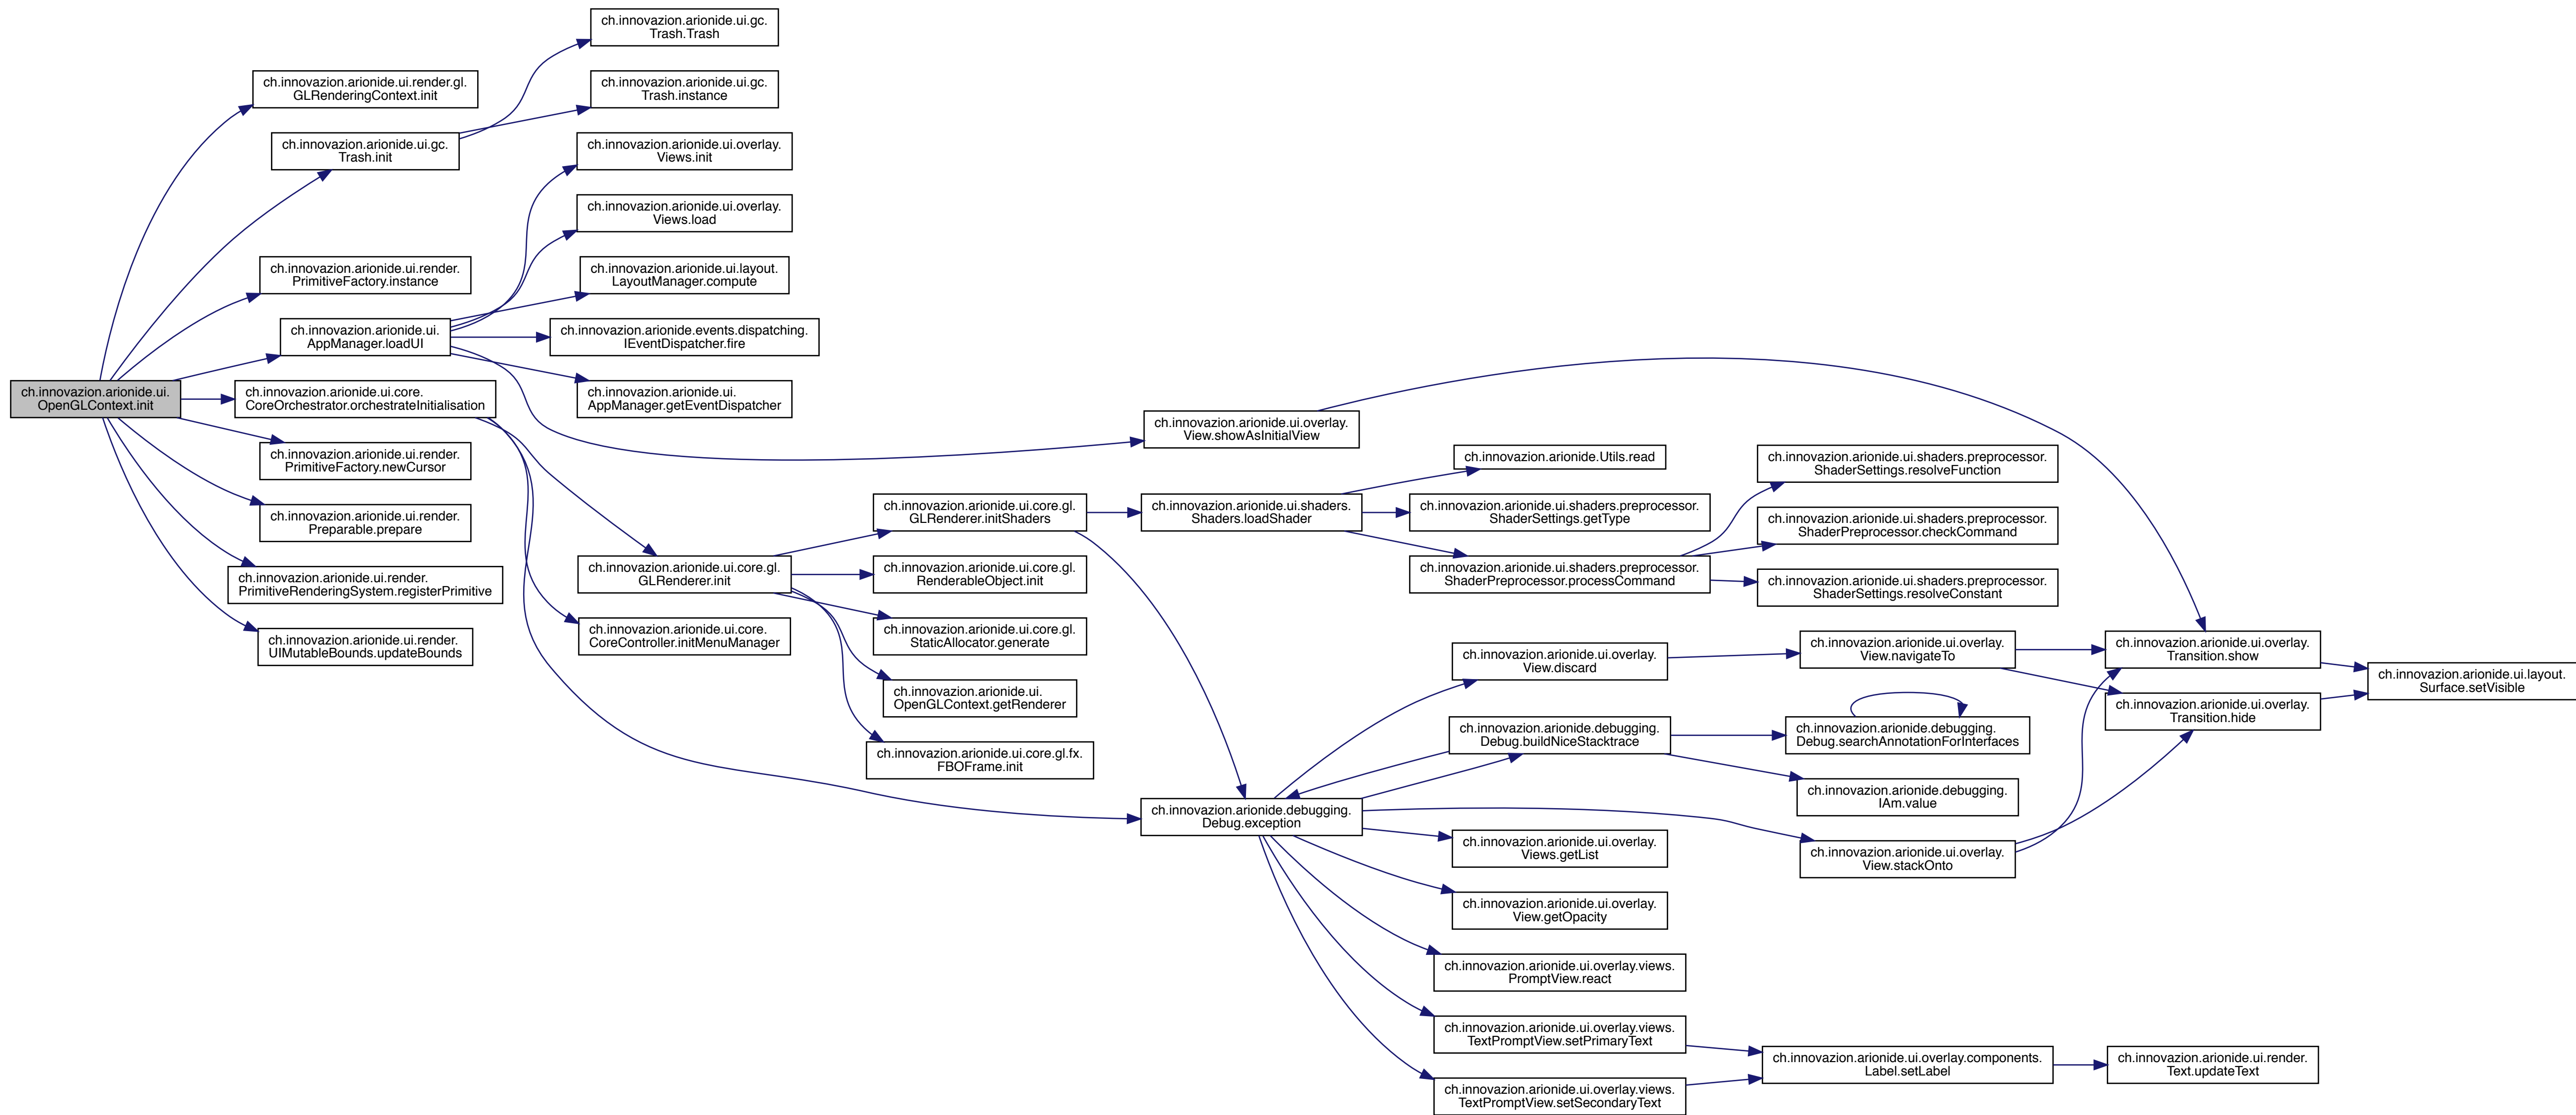 ch.innovazion.arionide.ui.
OpenGLContext.init
ch.innovazion.arionide.ui.render.gl.
GLRenderingContext.init
ch.innovazion.arionide.ui.gc.
Trash.init
ch.innovazion.arionide.ui.render.
PrimitiveFactory.instance
ch.innovazion.arionide.ui.
AppManager.loadUI
ch.innovazion.arionide.ui.core.
CoreOrchestrator.orchestrateInitialisation
ch.innovazion.arionide.ui.render.
PrimitiveFactory.newCursor
ch.innovazion.arionide.ui.render.
Preparable.prepare
ch.innovazion.arionide.ui.render.
PrimitiveRenderingSystem.registerPrimitive
ch.innovazion.arionide.ui.render.
UIMutableBounds.updateBounds
ch.innovazion.arionide.ui.gc.
Trash.Trash
ch.innovazion.arionide.ui.gc.
Trash.instance
ch.innovazion.arionide.ui.overlay.
Views.init
ch.innovazion.arionide.ui.overlay.
Views.load
ch.innovazion.arionide.ui.layout.
LayoutManager.compute
ch.innovazion.arionide.events.dispatching.
IEventDispatcher.fire
ch.innovazion.arionide.ui.
AppManager.getEventDispatcher
ch.innovazion.arionide.ui.core.gl.
GLRenderer.init
ch.innovazion.arionide.ui.core.
CoreController.initMenuManager
ch.innovazion.arionide.ui.core.gl.
GLRenderer.initShaders
ch.innovazion.arionide.ui.core.gl.
RenderableObject.init
ch.innovazion.arionide.ui.core.gl.
StaticAllocator.generate
ch.innovazion.arionide.ui.
OpenGLContext.getRenderer
ch.innovazion.arionide.ui.core.gl.fx.
FBOFrame.init
ch.innovazion.arionide.ui.overlay.
View.showAsInitialView
ch.innovazion.arionide.ui.shaders.
Shaders.loadShader
ch.innovazion.arionide.debugging.
Debug.exception
ch.innovazion.arionide.Utils.read
ch.innovazion.arionide.ui.shaders.preprocessor.
ShaderSettings.getType
ch.innovazion.arionide.ui.shaders.preprocessor.
ShaderPreprocessor.processCommand
ch.innovazion.arionide.ui.overlay.
View.discard
ch.innovazion.arionide.debugging.
Debug.buildNiceStacktrace
ch.innovazion.arionide.ui.overlay.
Views.getList
ch.innovazion.arionide.ui.overlay.
View.getOpacity
ch.innovazion.arionide.ui.overlay.views.
PromptView.react
ch.innovazion.arionide.ui.overlay.views.
TextPromptView.setPrimaryText
ch.innovazion.arionide.ui.overlay.views.
TextPromptView.setSecondaryText
ch.innovazion.arionide.ui.shaders.preprocessor.
ShaderSettings.resolveFunction
ch.innovazion.arionide.ui.shaders.preprocessor.
ShaderPreprocessor.checkCommand
ch.innovazion.arionide.ui.shaders.preprocessor.
ShaderSettings.resolveConstant
ch.innovazion.arionide.ui.overlay.
View.navigateTo
ch.innovazion.arionide.debugging.
Debug.searchAnnotationForInterfaces
ch.innovazion.arionide.debugging.
IAm.value
ch.innovazion.arionide.ui.overlay.
View.stackOnto
ch.innovazion.arionide.ui.overlay.components.
Label.setLabel
ch.innovazion.arionide.ui.overlay.
Transition.show
ch.innovazion.arionide.ui.overlay.
Transition.hide
ch.innovazion.arionide.ui.render.
Text.updateText
ch.innovazion.arionide.ui.layout.
Surface.setVisible